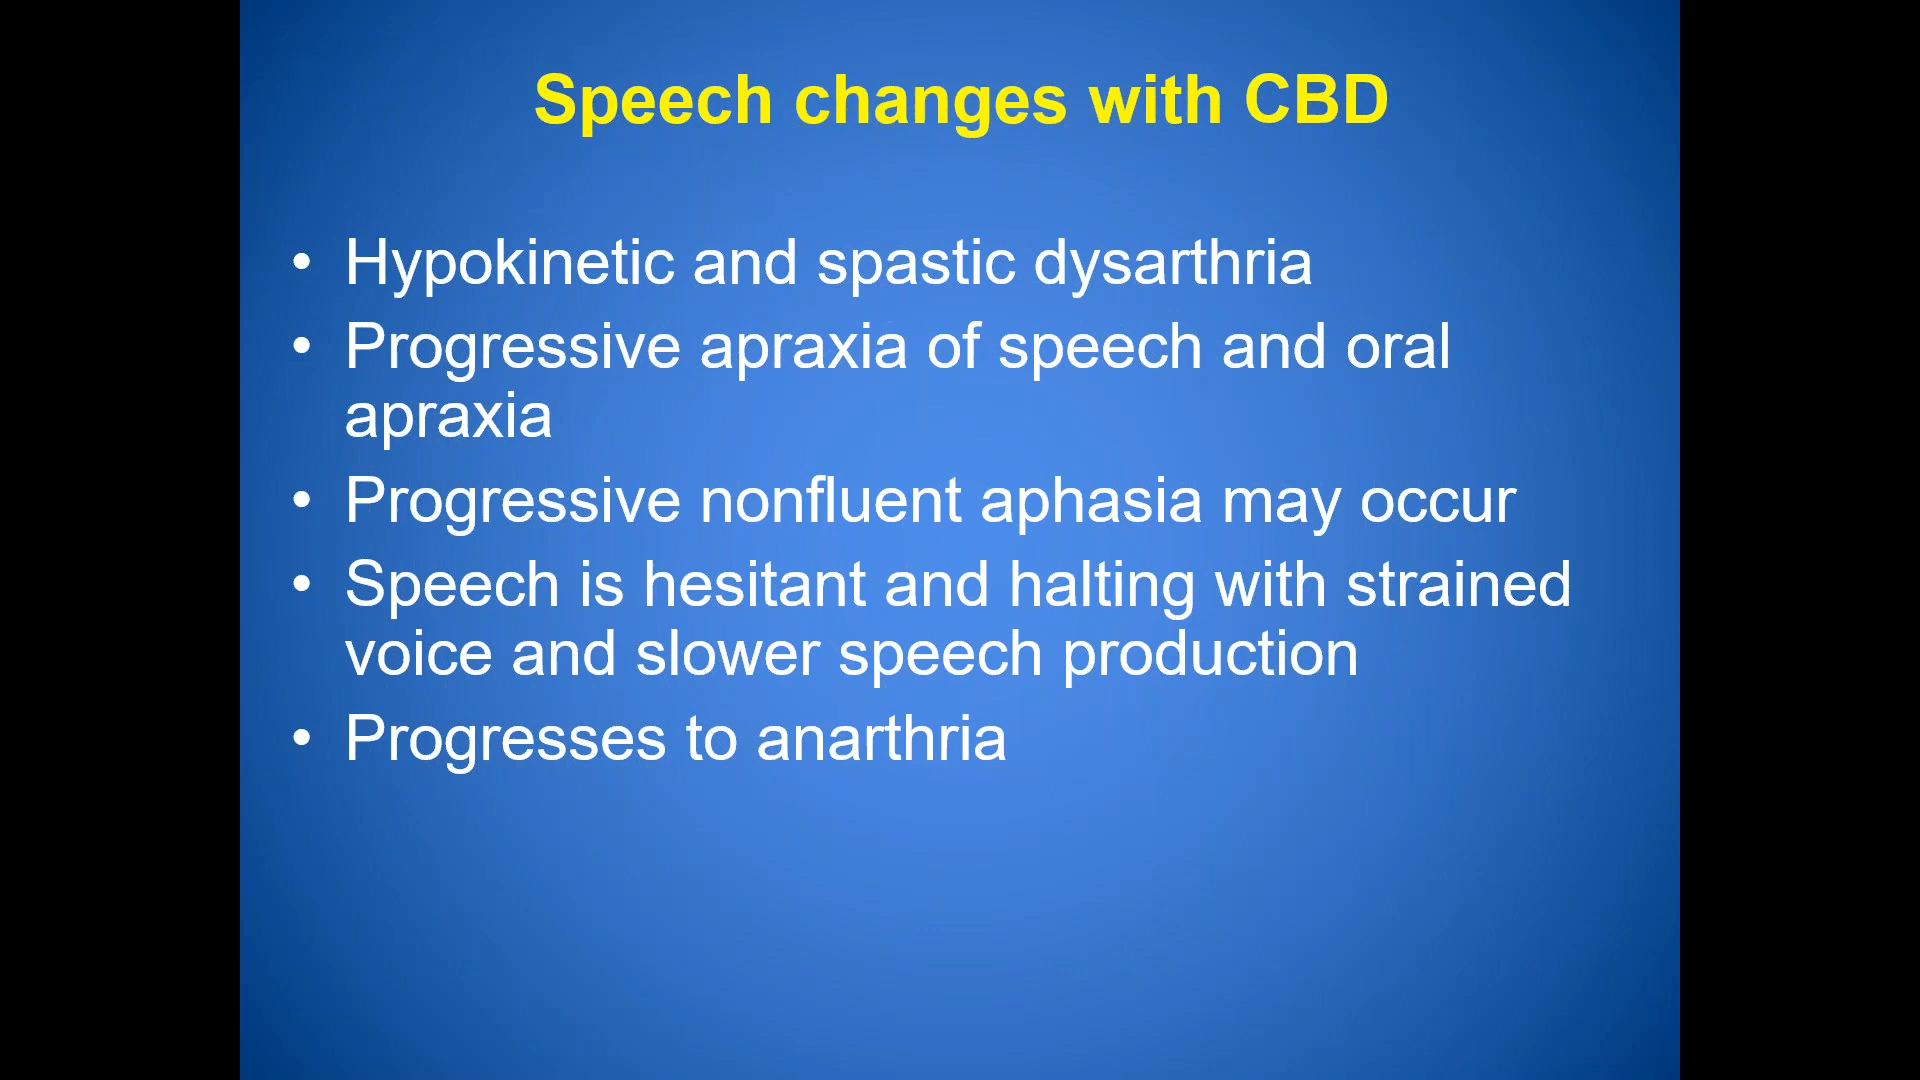 Speech changes with CBD
• Hypokinetic and spastic dysarthria
• Progressive apraxia of speech and oral
apraxia
• Progressive nonfluent aphasia may occur
• Speech is hesitant and halting with strained
voice and slower speech production
• Progresses to anarthria